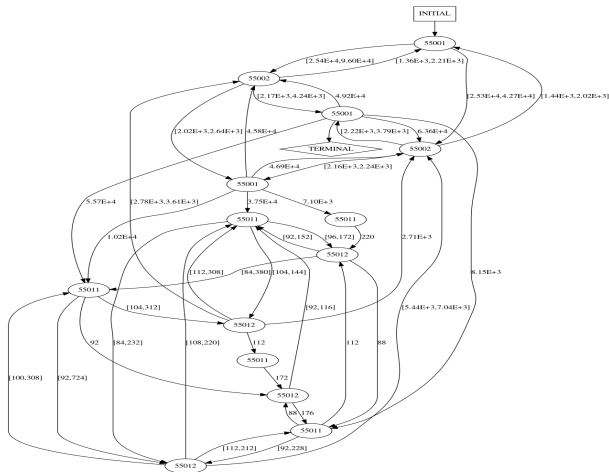 INITIAL
55001
[2.54E+4,9.60E+4]
[1.36E+3,2.21E+3]
55002
[2.17E+3,4.24E+3]
4.92E+4
[2.53E+4,4.27E+4]
[1.44E+3,2.02E+3]
55001
[2.02E+3,2.64E+3]
4.58E+4
[2.22E+3,3.79E+3]
6.36E+4
TERMINAL
55002
4.69E+4
[2.16E+3,2.24E+3]
55001
5.57E+4
[2.78E+3,3.61E+3]
3.75E+4
7.10E+3
55011
55011
1.02E+4
[92,152]
[96,172]
220
2.71E+3
55012
8.15E+3
[112,308]
[84,380]
[104,144]
55011
[104,312]
[92,116]
[5.44E+3,7.04E+3]
55012
92
[84,232]
[108,220]
112
112
88
55011
[100,308]
[92,724]
172
55012
88
176
55011
[112,212]
[92,228]
55012